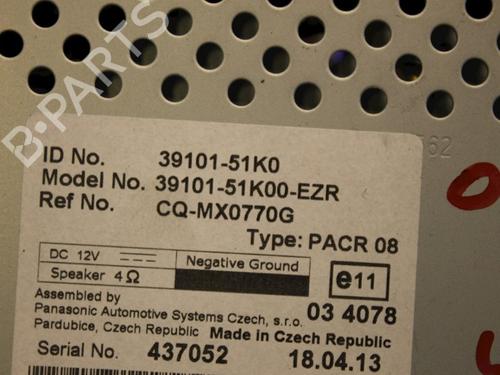 B-PARTS
562
ID No. 39101-51K0
Model No. 39101-51K00-EZR
Ref No. CQ-MX0770G
Type: PACR 08
DC 12V Negative Ground
Speaker 4Ω
e11
Assembled by 03 4078
Panasonic Automotive Systems Czech, s.r.o.
Pardubice, Czech Republic Made in Czech Republic
Serial No. 437052 18.04.13